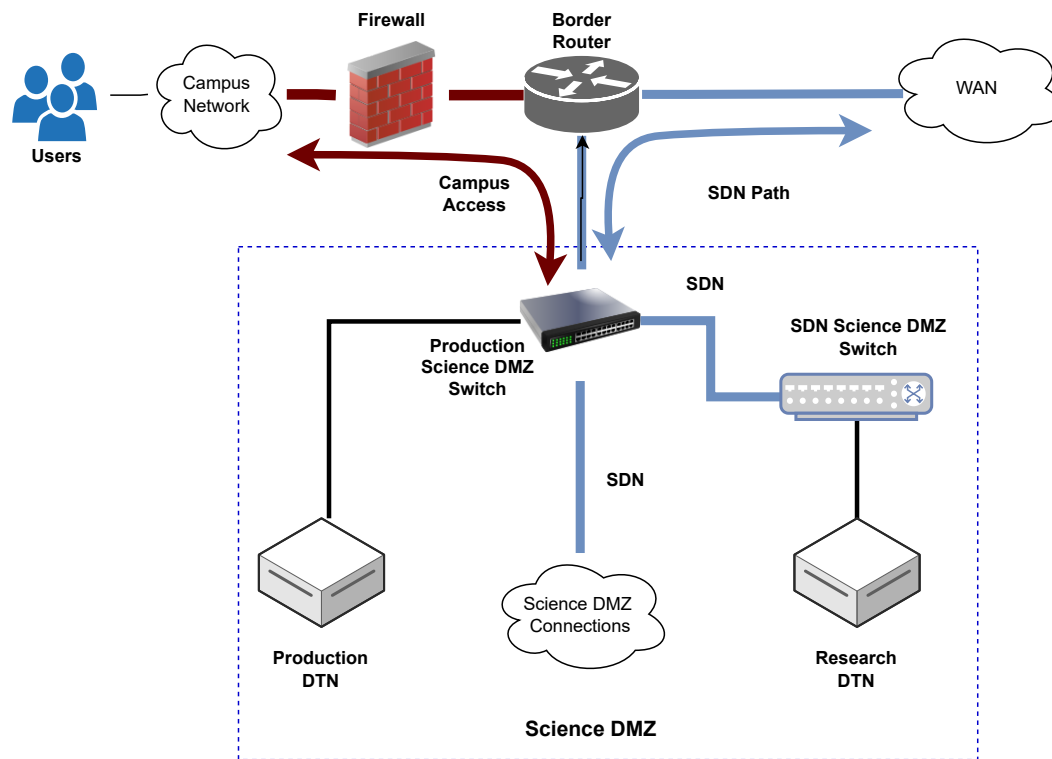 Firewall
Border
Router
Campus
Network
WAN
Users
Campus
Access
SDN Path
SDN
Production
Science DMZ
Switch
SDN Science DMZ
Switch
SDN
Science DMZ
Connections
Production
DTN
Research
DTN
Science DMZ